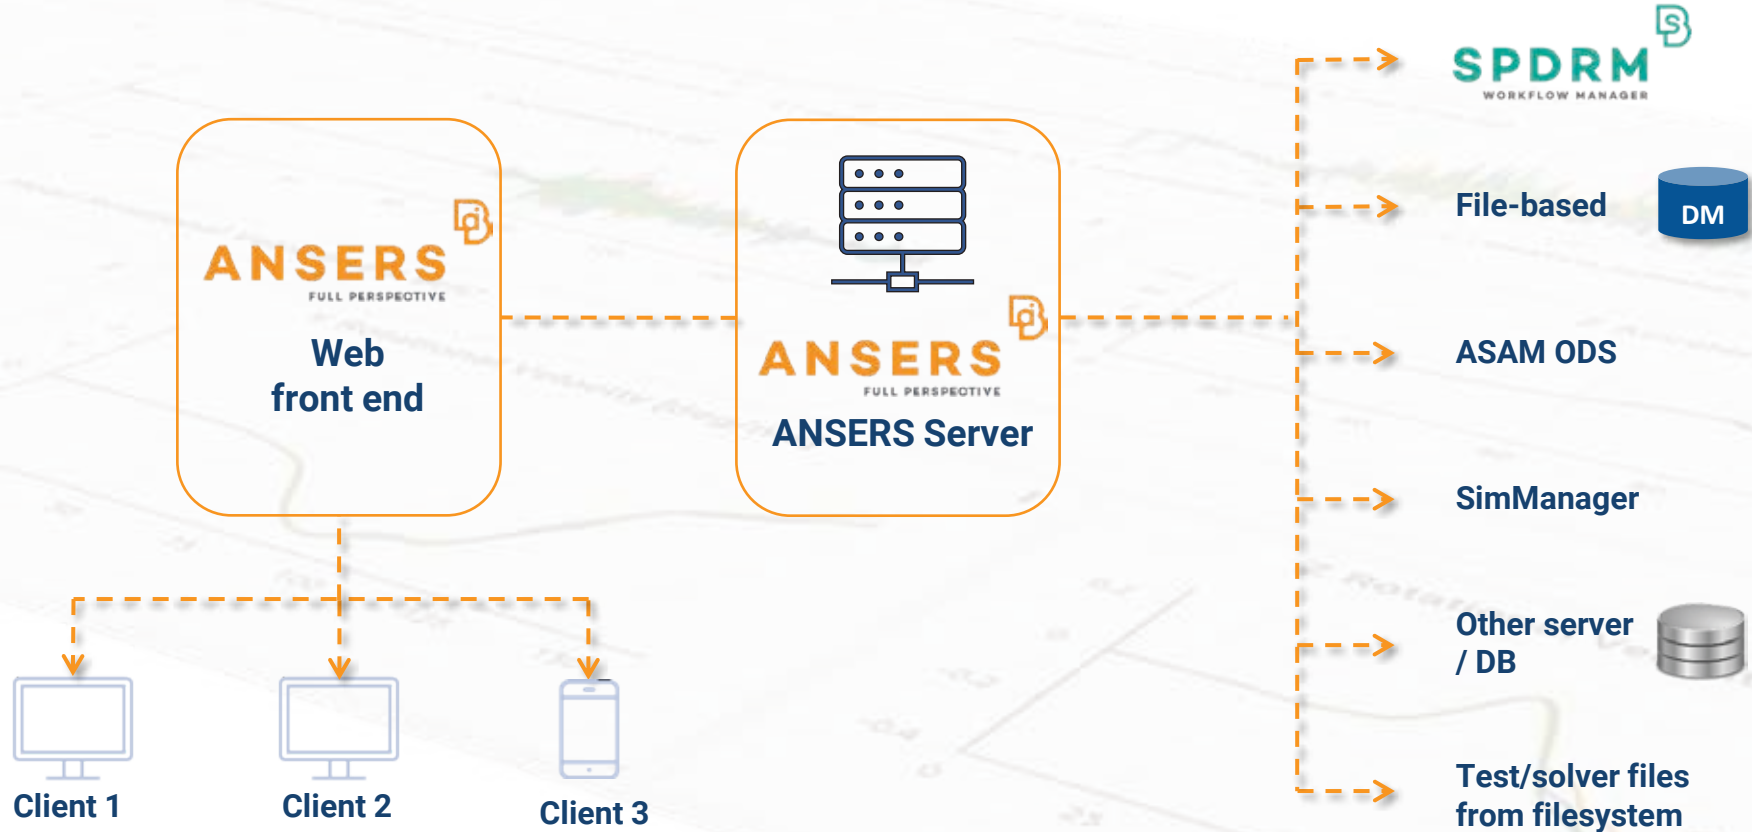 SPDRM
WORKFLOW MANAGER
ANSERS
FULL PERSPECTIVE
Web
front end
ANSERS
FULL PERSPECTIVE
ANSERS Server
File-based
DM
ASAM ODS
SimManager
Other server
/ DB
Test/solver files
from filesystem
Client 1
Client 2
Client 3